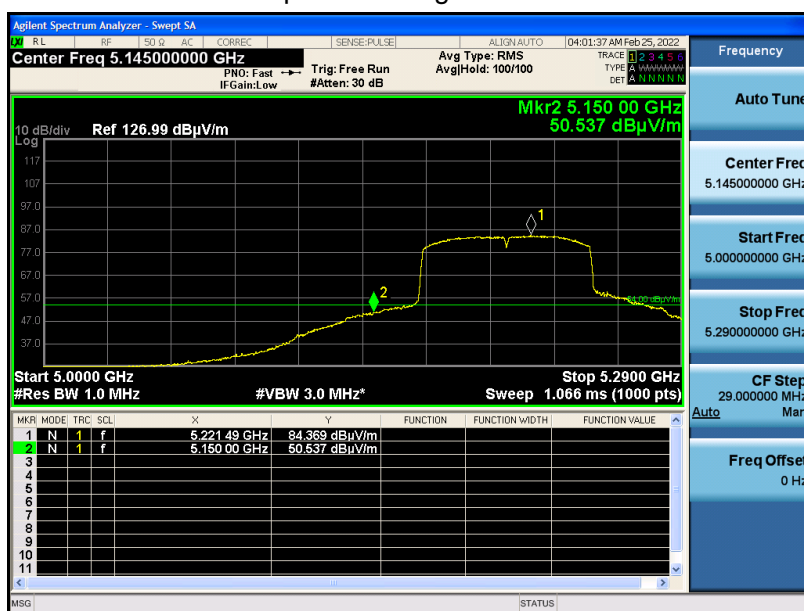 Agilent Spectrum Analyzer - Swept SA
LXI RL RF 50 Ω AC CORREC SENSE:PULSE ALIGN AUTO 04:01:37 AM Feb 25, 2022
Center Freq 5.145000000 GHz
PNO: Fast
IFGain:Low
Trig: Free Run
#Atten: 30 dB
Avg Type: RMS
Avg|Hold: 100/100
TRACE 1 2 3 4 5 6
TYPE A WWWWW
DET A N N N N N
Mkr2 5.150 00 GHz
50.537 dBµV/m
10 dB/div Ref 126.99 dBµV/m
Log
117
107
97.0
87.0
77.0
67.0
57.0
47.0
37.0
1
2
54.00 dBµV/m
Start 5.0000 GHz Stop 5.2900 GHz
#Res BW 1.0 MHz #VBW 3.0 MHz* Sweep 1.066 ms (1000 pts)
MKR MODE TRC SCL X Y FUNCTION FUNCTION WIDTH FUNCTION VALUE
1 N 1 f 5.221 49 GHz 84.369 dBµV/m
2 N 1 f 5.150 00 GHz 50.537 dBµV/m
3
4
5
6
7
8
9
10
11
MSG STATUS
Frequency
Auto Tune
Center Freq
5.145000000 GHz
Start Freq
5.000000000 GHz
Stop Freq
5.290000000 GHz
CF Step
29.000000 MHz
Auto Man
Freq Offset
0 Hz